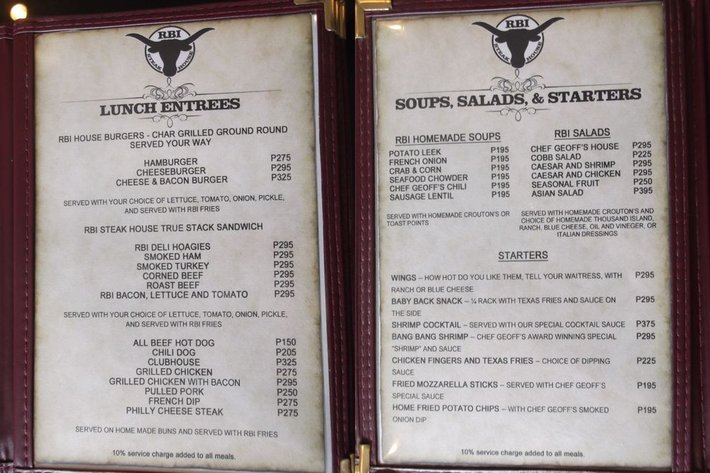 RBI
STEAK HOUSE
LUNCH ENTREES
RBI HOUSE BURGERS - CHAR GRILLED GROUND ROUND
SERVED YOUR WAY
HAMBURGER P275
CHEESEBURGER P295
CHEESE & BACON BURGER P325
SERVED WITH YOUR CHOICE OF LETTUCE, TOMATO, ONION, PICKLE,
AND SERVED WITH RBI FRIES
RBI STEAK HOUSE TRUE STACK SANDWICH
RBI DELI HOAGIES P295
SMOKED HAM P295
SMOKED TURKEY P295
CORNED BEEF P295
ROAST BEEF P295
RBI BACON, LETTUCE AND TOMATO P295
SERVED WITH YOUR CHOICE OF LETTUCE, TOMATO, ONION, PICKLE,
AND SERVED WITH RBI FRIES
ALL BEEF HOT DOG P150
CHILI DOG P205
CLUBHOUSE P325
GRILLED CHICKEN P275
GRILLED CHICKEN WITH BACON P295
PULLED PORK P250
FRENCH DIP P275
PHILLY CHEESE STEAK P275
SERVED ON HOME MADE BUNS AND SERVED WITH RBI FRIES
10% service charge added to all meals.
RBI
STEAK HOUSE
SOUPS, SALADS, & STARTERS
RBI HOMEMADE SOUPS
POTATO LEEK P195
FRENCH ONION P195
CRAB & CORN P195
SEAFOOD CHOWDER P195
CHEF GEOFF'S CHILI P195
SAUSAGE LENTIL P195
SERVED WITH HOMEMADE CROUTON'S OR
TOAST POINTS
RBI SALADS
CHEF GEOFF'S HOUSE P295
COBB SALAD P225
CAESAR AND SHRIMP P295
CAESAR AND CHICKEN P295
SEASONAL FRUIT P250
ASIAN SALAD P395
SERVED WITH HOMEMADE CROUTON'S AND
CHOICE OF HOMEMADE THOUSAND ISLAND,
RANCH, BLUE CHEESE, OIL AND VINEGER, OR
ITALIAN DRESSINGS
STARTERS
WINGS – HOW HOT DO YOU LIKE THEM, TELL YOUR WAITRESS, WITH P295
RANCH OR BLUE CHEESE
BABY BACK SNACK – ¼ RACK WITH TEXAS FRIES AND SAUCE ON P295
THE SIDE
SHRIMP COCKTAIL – SERVED WITH OUR SPECIAL COCKTAIL SAUCE P375
BANG BANG SHRIMP – CHEF GEOFF'S AWARD WINNING SPECIAL P295
"SHRIMP" AND SAUCE
CHICKEN FINGERS AND TEXAS FRIES – CHOICE OF DIPPING P225
SAUCE
FRIED MOZZARELLA STICKS – SERVED WITH CHEF GEOFF'S P195
SPECIAL SAUCE
HOME FRIED POTATO CHIPS – WITH CHEF GEOFF'S SMOKED P195
ONION DIP
10% service charge added to all meals.